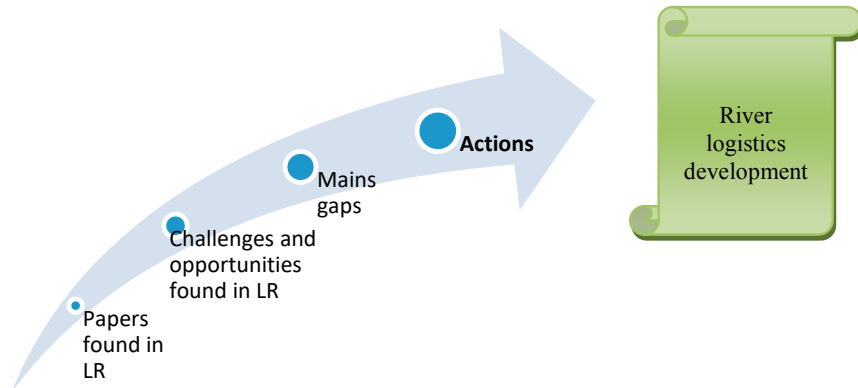 Papers
found in
LR
Challenges and
opportunities
found in LR
Mains
gaps
Actions
River
logistics
development